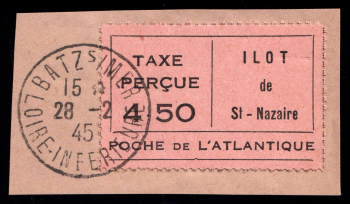 TAXE
PERÇUE
4 50
ILOT
de
St - Nazaire
POCHE DE L'ATLANTIQUE
BATZ S/MER
15
28 -2
45
LOIRE-INFERIEURE